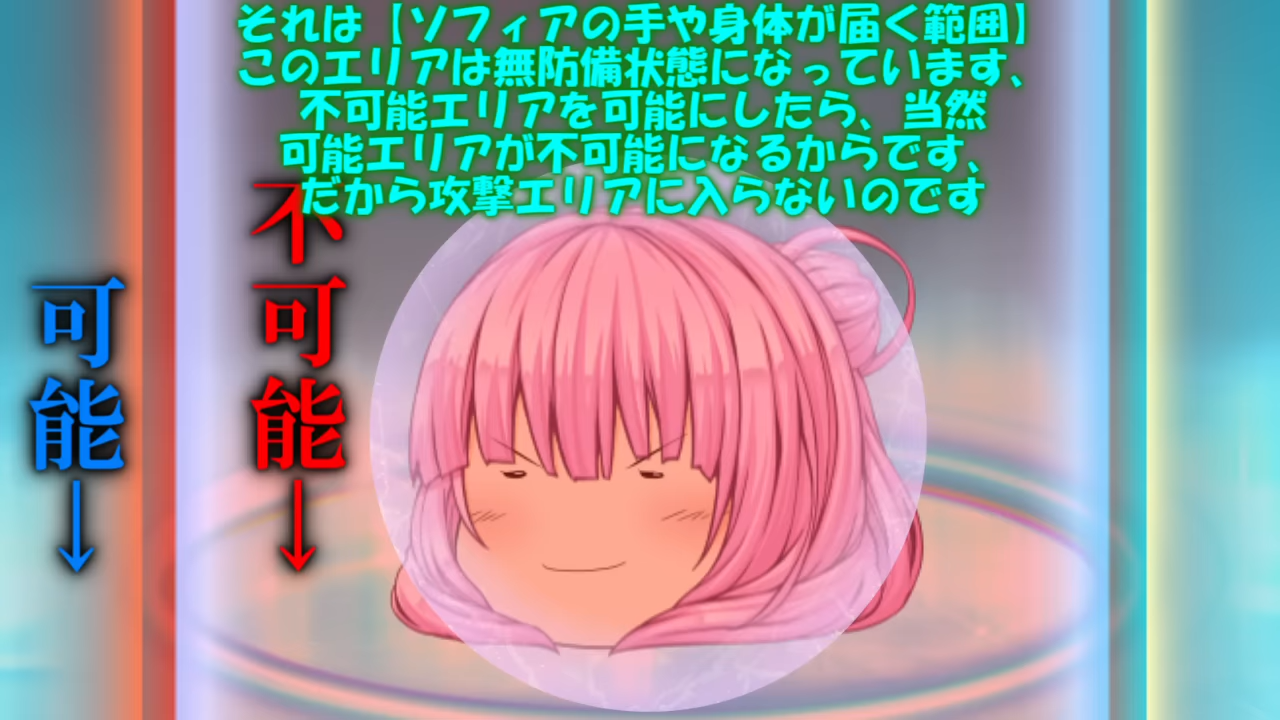 それは【ソフィアの手や身体が届く範囲】
このエリアは無防備状態になっています、
不可能エリアを可能にしたら、当然
可能エリアが不可能になるからです、
だから攻撃エリアに入らないのです
不可能→
可能→